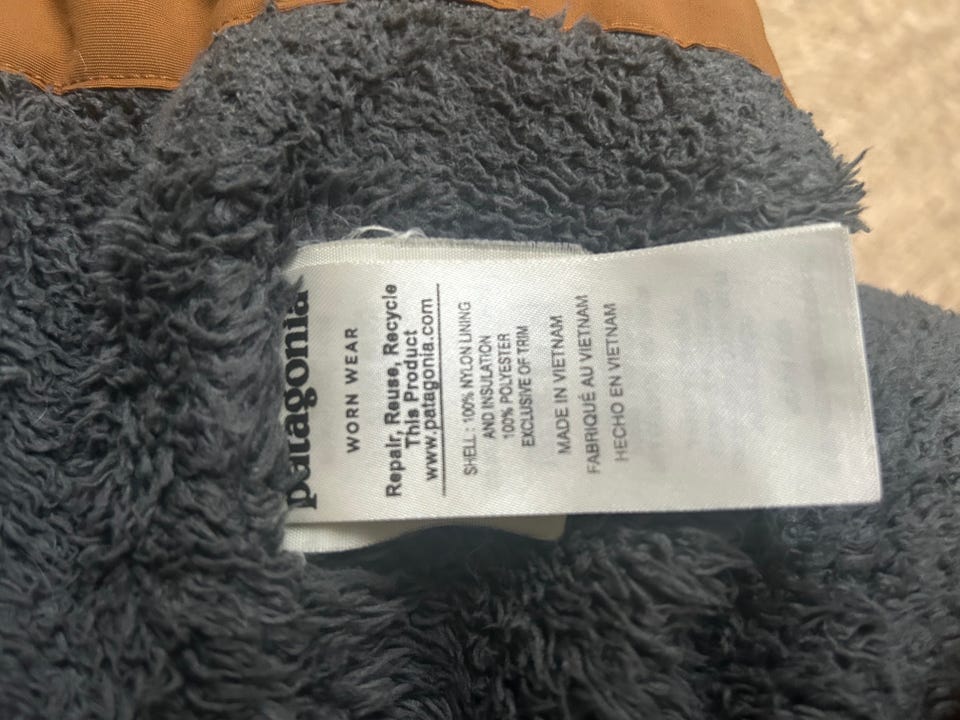 patagonia
WORN WEAR
Repair, Reuse, Recycle
This Product
www.patagonia.com
SHELL: 100% NYLON LINING
AND INSULATION
100% POLYESTER
EXCLUSIVE OF TRIM
MADE IN VIETNAM
FABRIQUÉ AU VIETNAM
HECHO EN VIETNAM